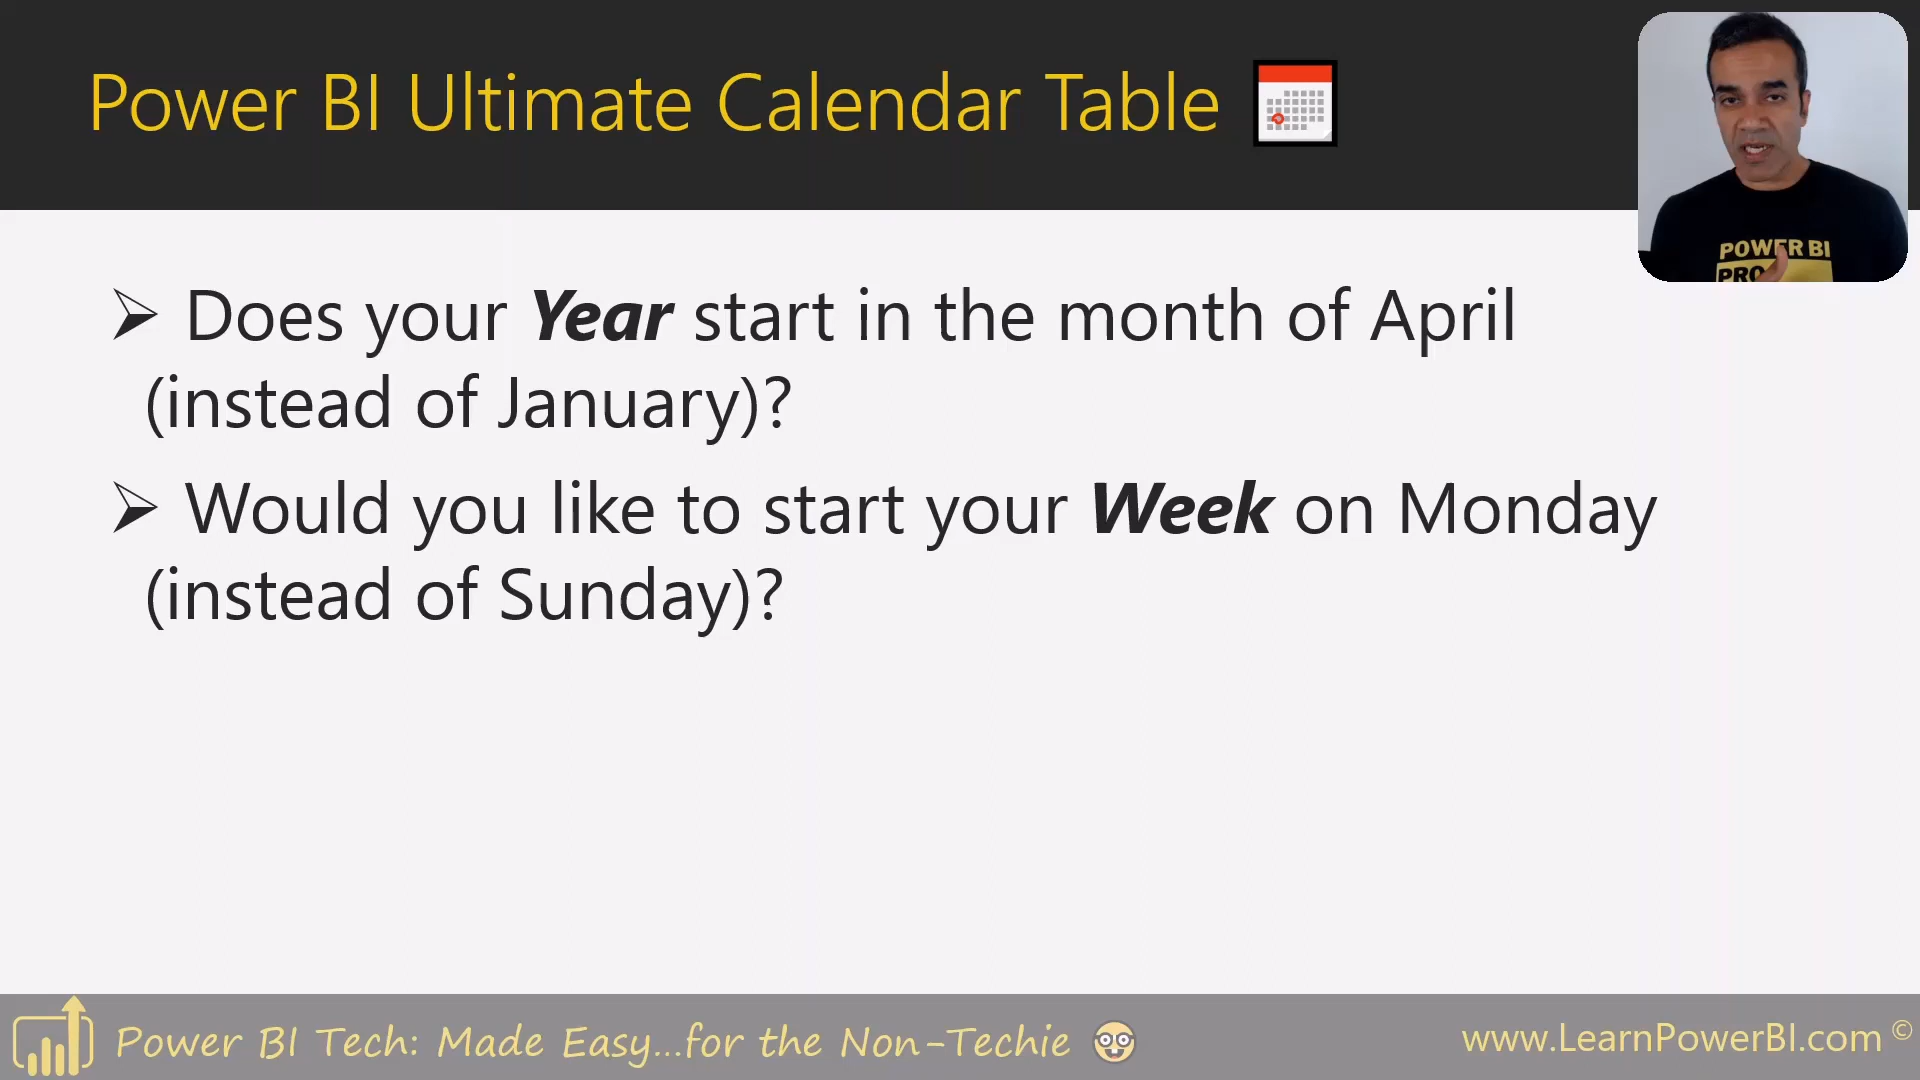 Power BI Ultimate Calendar Table
POWER BI
PRO
➢ Does your Year start in the month of April
(instead of January)?
➢ Would you like to start your Week on Monday
(instead of Sunday)?
Power BI Tech: Made Easy...for the Non-Techie
www.LearnPowerBI.com ©